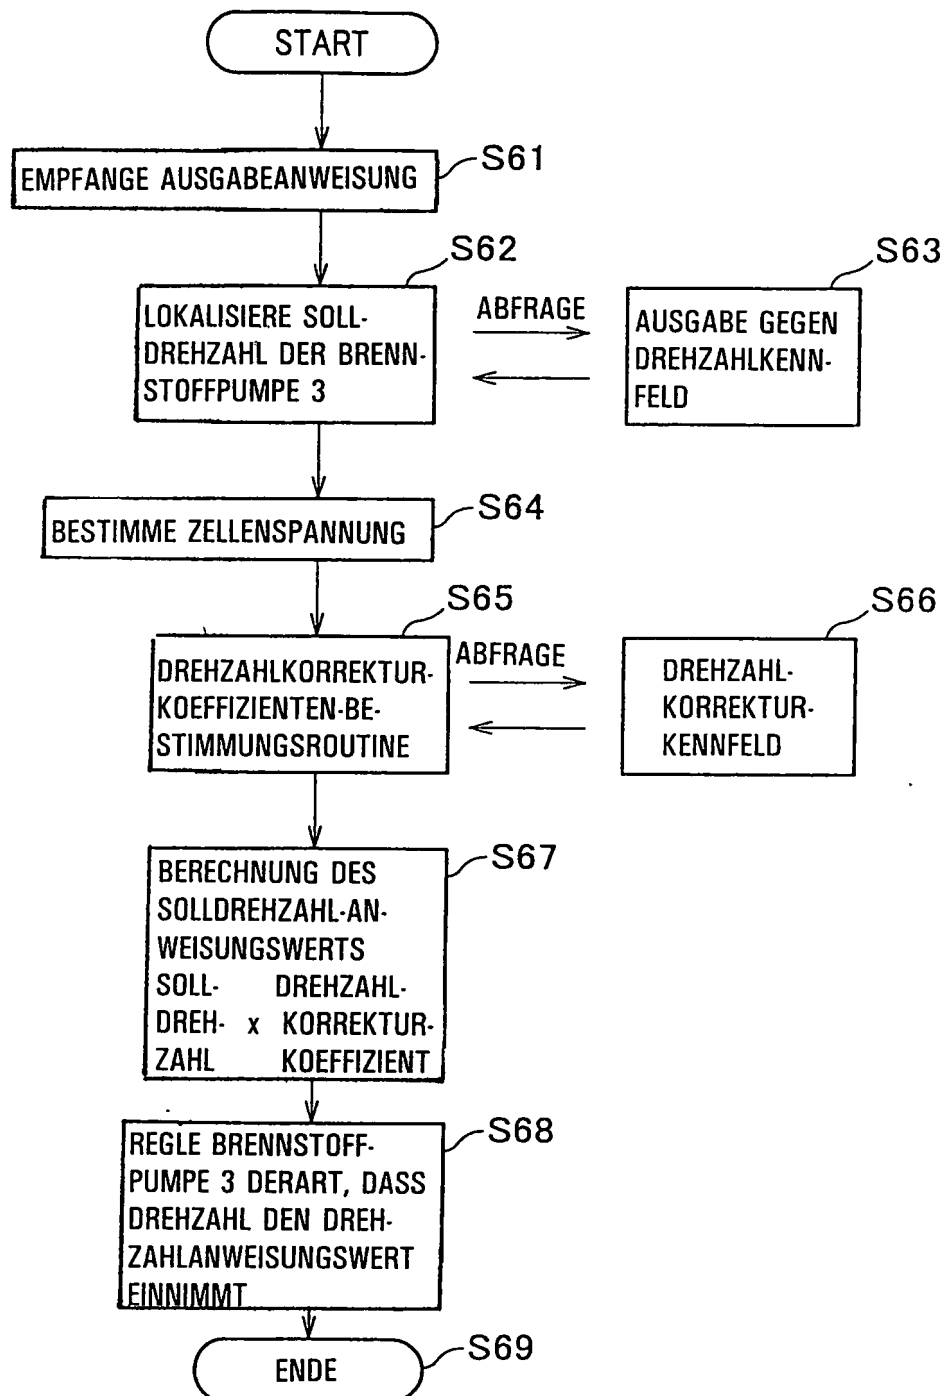 START
S61
EMPFANGE AUSGABEANWEISUNG
S62
LOKALISIERE SOLL-
DREHZAHL DER BRENN-
STOFFPUMPE 3
ABFRAGE
S63
AUSGABE GEGEN
DREHZAHLKENN-
FELD
S64
BESTIMME ZELLENSPANNUNG
S65
DREHZAHLKORREKTUR-
KOEFFIZIENTEN-BE-
STIMMUNGSROUTINE
ABFRAGE
S66
DREHZAHL-
KORREKTUR-
KENNFELD
S67
BERECHNUNG DES
SOLLDREHZAHL-AN-
WEISUNGSWERTS
SOLL- DREHZAHL-
DREH- x KORREKTUR-
ZAHL KOEFFIZIENT
S68
REGLE BRENNSTOFF-
PUMPE 3 DERART, DASS
DREHZAHL DEN DREH-
ZAHLANWEISUNGSWERT
EINNIMMT
S69
ENDE